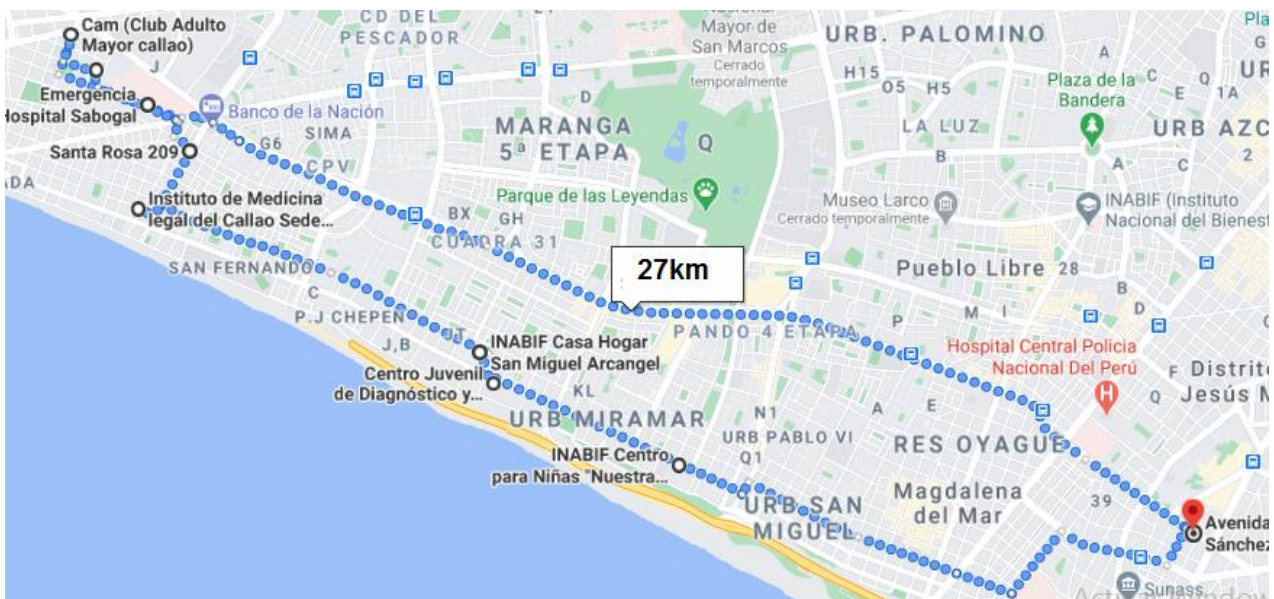 CD DEL
PESCADOR
Mayor de
San Marcos
Cerrado
temporalmente
URB. PALOMINO
Cam (Club Adulto
Mayor callao)
J
Emergencia
Hospital Sabogal
Banco de la Nación
Santa Rosa 209
SIMA
G6
CPV
D
MARANGA
5ª ETAPA
Q
H15
O5
H5
LA LUZ
B
Plaza de la
Bandera
A
C
E
Q
1A
URB AZC
2
A
C
Instituto de Medicina
legal del Callao Sede...
Parque de las Leyendas
BX
GH
CUADRA 31
Museo Larco
Cerrado temporalmente
INABIF (Instituto
Nacional del Bienest
SAN FERNANDO
C
P.J CHEPEN
J,B
JT
27km
Pueblo Libre
28
B
D
PANDO 4 ETAPA
P
M
I
INABIF Casa Hogar
San Miguel Arcangel
Centro Juvenil
de Diagnóstico y...
KL
URB MIRAMAR
Hospital Central Policia
Nacional Del Perú
H
F
Q
Distrito
Jesús M
N1
A
E
URB PABLO VI
Q1
RES OYAGUE
INABIF Centro
para Niñas "Nuestra...
URB SAN
MIGUEL
Magdalena
del Mar
39
Avenida
Sánchez
Sunass